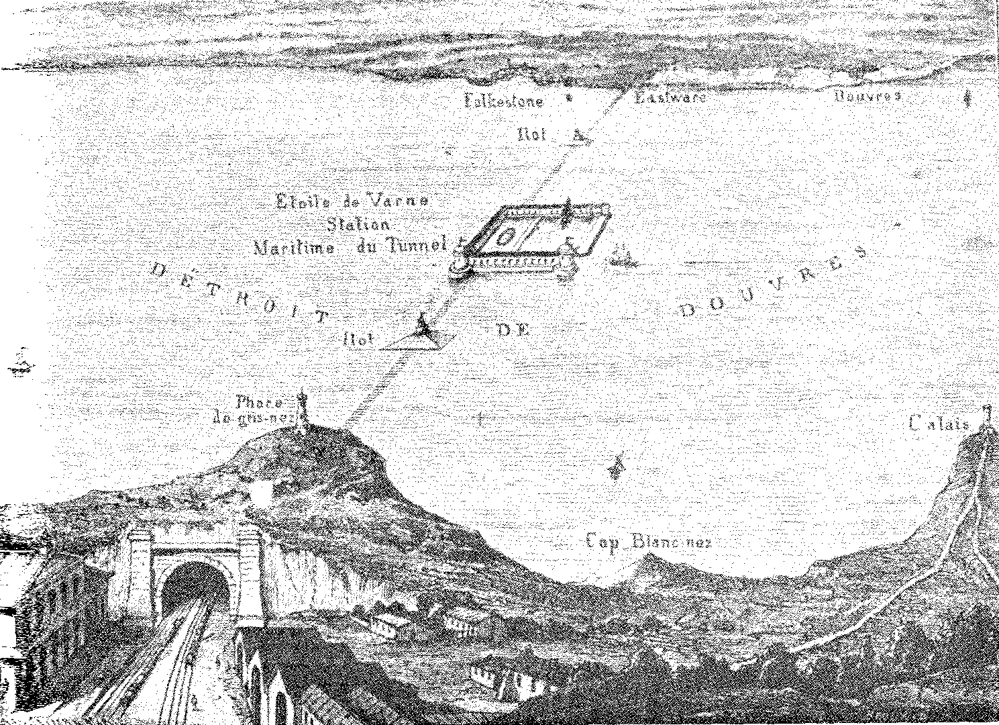 Folkestone Eastware Douvres
Ilot
Etoile de Varne
Station
Maritime du Tunnel
DÉTROIT DE DOUVRES
Ilot
Phare
de gris-nez
Calais
Cap Blanc-nez